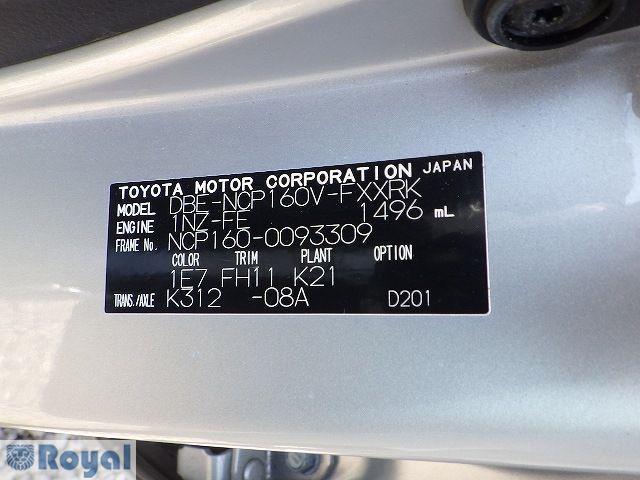 TOYOTA MOTOR CORPORATION JAPAN
MODEL DBE-NCP160V-FXXRK
ENGINE 1NZ-FE 1496 mL
FRAME No. NCP160-0093309
COLOR TRIM PLANT OPTION
1E7 FH11 K21
TRANS./AXLE K312 -08A D201
Royal